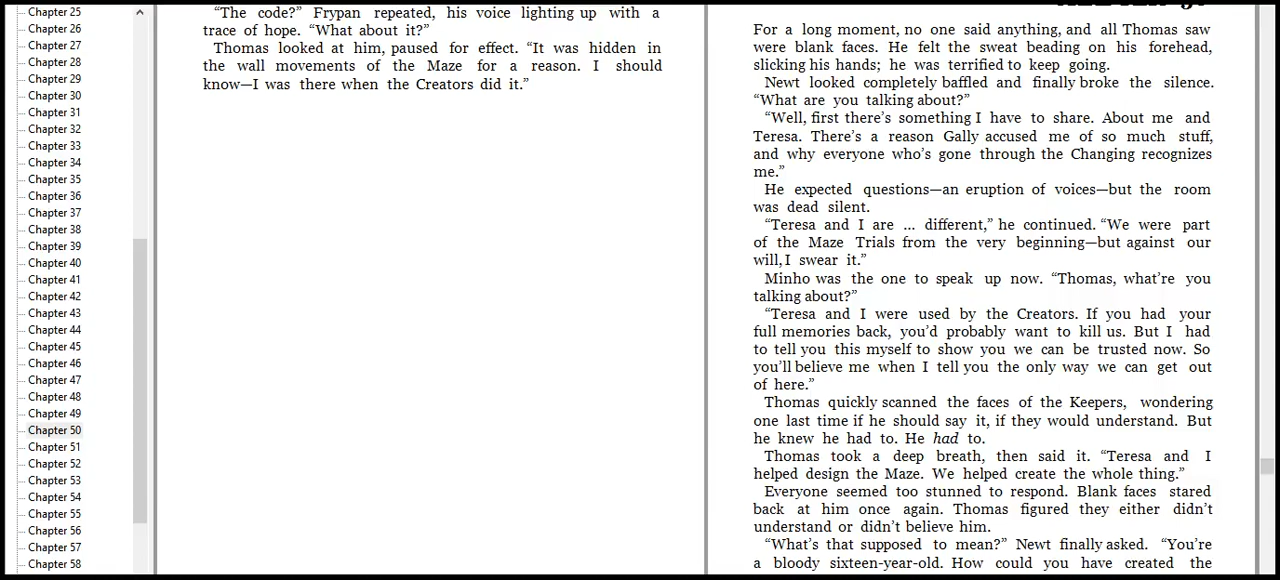 Chapter 25
Chapter 26
Chapter 27
Chapter 28
Chapter 29
Chapter 30
Chapter 31
Chapter 32
Chapter 33
Chapter 34
Chapter 35
Chapter 36
Chapter 37
Chapter 38
Chapter 39
Chapter 40
Chapter 41
Chapter 42
Chapter 43
Chapter 44
Chapter 45
Chapter 46
Chapter 47
Chapter 48
Chapter 49
Chapter 50
Chapter 51
Chapter 52
Chapter 53
Chapter 54
Chapter 55
Chapter 56
Chapter 57
Chapter 58
“The code?” Frypan repeated, his voice lighting up with a
trace of hope. “What about it?”
Thomas looked at him, paused for effect. “It was hidden in
the wall movements of the Maze for a reason. I should
know—I was there when the Creators did it.”
For a long moment, no one said anything, and all Thomas saw
were blank faces. He felt the sweat beading on his forehead,
slicking his hands; he was terrified to keep going.
Newt looked completely baffled and finally broke the silence.
“What are you talking about?”
“Well, first there’s something I have to share. About me and
Teresa. There’s a reason Gally accused me of so much stuff,
and why everyone who’s gone through the Changing recognizes
me.”
He expected questions—an eruption of voices—but the room
was dead silent.
“Teresa and I are ... different,” he continued. “We were part
of the Maze Trials from the very beginning—but against our
will, I swear it.”
Minho was the one to speak up now. “Thomas, what’re you
talking about?”
“Teresa and I were used by the Creators. If you had your
full memories back, you’d probably want to kill us. But I had
to tell you this myself to show you we can be trusted now. So
you’ll believe me when I tell you the only way we can get out
of here.”
Thomas quickly scanned the faces of the Keepers, wondering
one last time if he should say it, if they would understand. But
he knew he had to. He had to.
Thomas took a deep breath, then said it. “Teresa and I
helped design the Maze. We helped create the whole thing.”
Everyone seemed too stunned to respond. Blank faces stared
back at him once again. Thomas figured they either didn’t
understand or didn’t believe him.
“What’s that supposed to mean?” Newt finally asked. “You’re
a bloody sixteen-year-old. How could you have created the